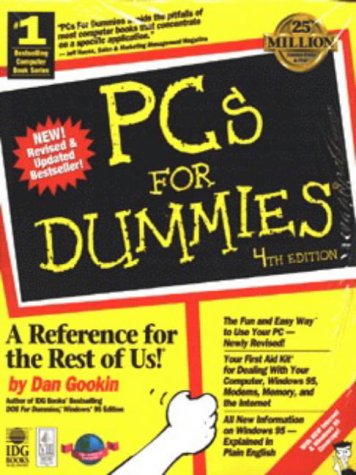 #1
Bestselling
Computer
Book Series
"PCs For Dummies avoids the pitfalls of
most computer books that concentrate
on a specific application."
— Jeff Hansen, Sales & Marketing Management Magazine
25
MILLION
NEW!
Revised &
Updated
Bestseller!
PCs
FOR
DUMMIES
4TH EDITION
A Reference for
the Rest of Us!
by Dan Gookin
Author of IDG Books Bestselling
DOS For Dummies, Windows 95 Edition
The Fun and Easy Way™
to Use Your PC —
Newly Revised!
Your First Aid Kit®
for Dealing With Your
Computer, Windows 95,
Modems, Memory, and
the Internet
All New Information
on Windows 95 —
Explained in
Plain English
IDG
BOOKS